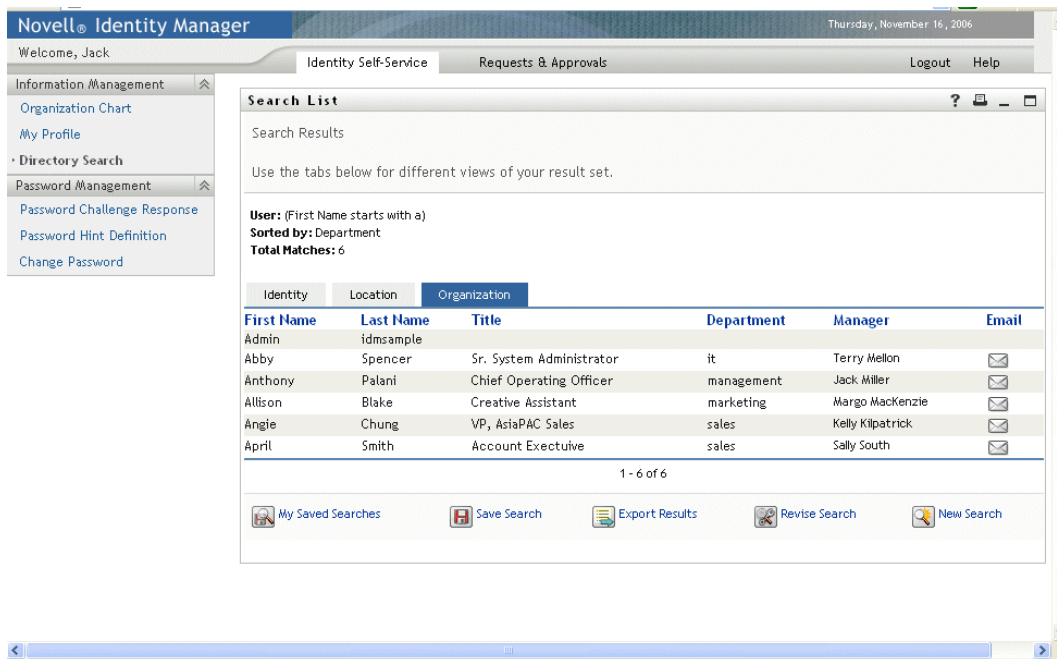 Novell® Identity Manager
Thursday, November 16, 2006
Welcome, Jack
Identity Self-Service Requests & Approvals Logout Help
Information Management
Organization Chart
My Profile
Directory Search
Password Management
Password Challenge Response
Password Hint Definition
Change Password
Search List ?
Search Results
Use the tabs below for different views of your result set.
User: (First Name starts with a)
Sorted by: Department
Total Matches: 6
Identity Location Organization
First Name Last Name Title Department Manager Email
Admin idmsample
Abby Spencer Sr. System Administrator it Terry Mellon
Anthony Palani Chief Operating Officer management Jack Miller
Allison Blake Creative Assistant marketing Margo MacKenzie
Angie Chung VP, AsiaPAC Sales sales Kelly Kilpatrick
April Smith Account Exectuive sales Sally South
1 - 6 of 6
My Saved Searches Save Search Export Results Revise Search New Search